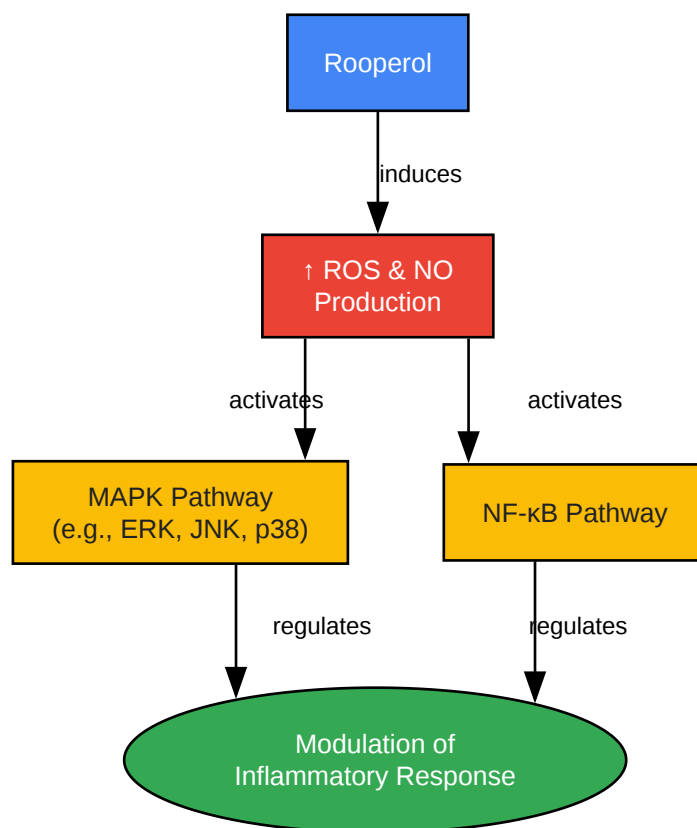 Rooperol
induces
↑ ROS & NO
Production
activates
activates
MAPK Pathway
(e.g., ERK, JNK, p38)
NF-κB Pathway
regulates
regulates
Modulation of
Inflammatory Response